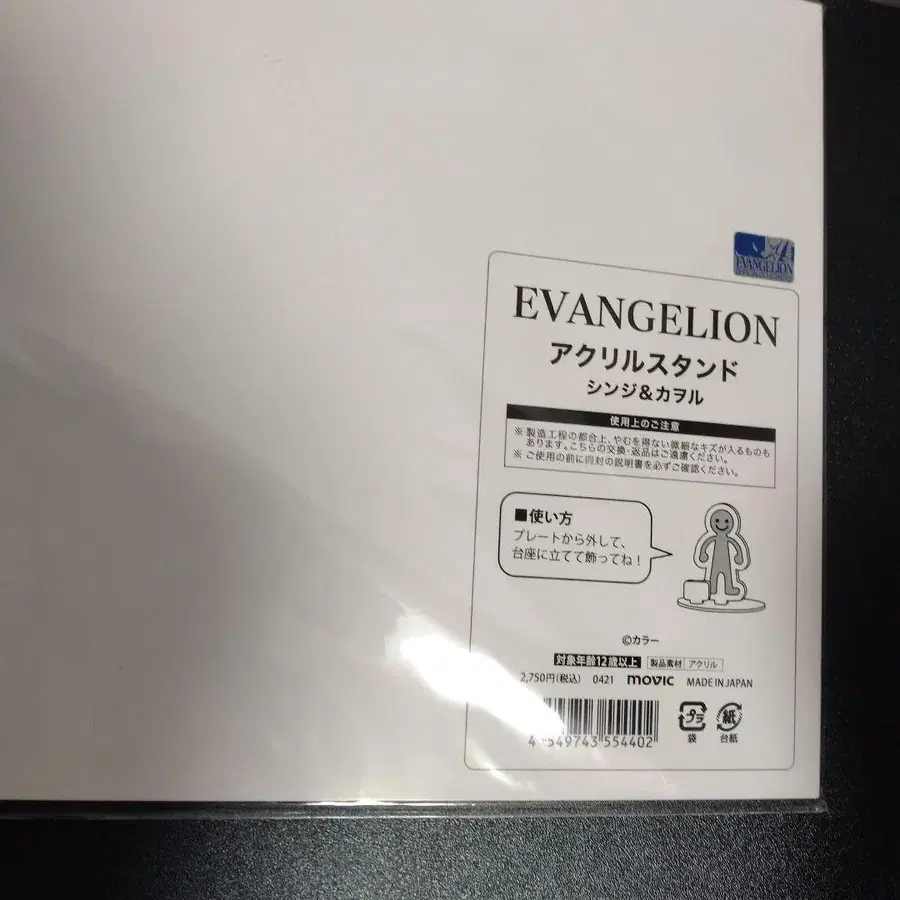 EVANGELION
EVANGELION
アクリルスタンド
シンジ&カヲル
使用上のご注意
※ 製造工程の都合上、やむを得ない微細なキズが入るものも
あります。こちらの交換・返品はご遠慮ください。
※ ご使用の前に同封の説明書を必ずご確認ください。
■使い方
プレートから外して、
台座に立てて飾ってね!
©カラー
対象年齢12歳以上 製品素材 アクリル
2,750円(税込) 0421 movic MADE IN JAPAN
4 549743 554402
プラ 紙
袋 台紙